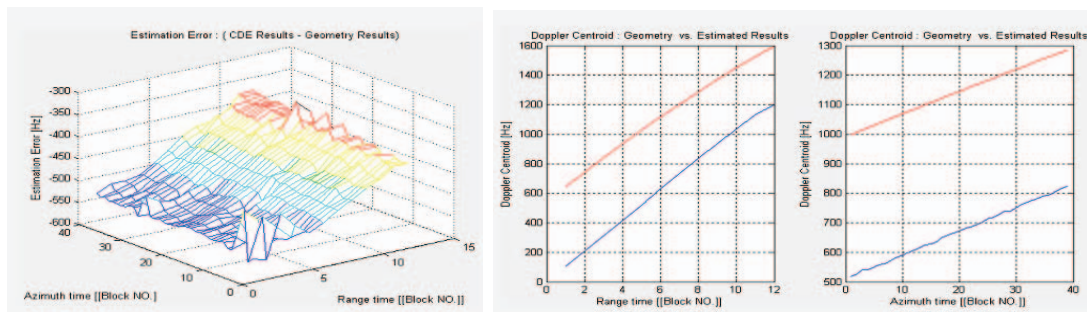 Estimation Error : ( CDE Results - Geometry Results)
-300
-350
-400
-450
-500
-550
-600
Estimation Error [Hz]
40
30
20
10
0
Azimuth time [[Block NO.]
0
5
10
15
Range time [[Block NO.]]
Doppler Centroid : Geometry vs. Estimated Results
1600
1400
1200
1000
800
600
400
200
0
Doppler Centroid [Hz]
0 2 4 6 8 10 12
Range time [[Block NO.]]
Doppler Centroid : Geometry vs. Estimated Results
1300
1200
1100
1000
900
800
700
600
500
Doppler Centroid [Hz]
0 10 20 30 40
Azimuth time [[Block NO.]]